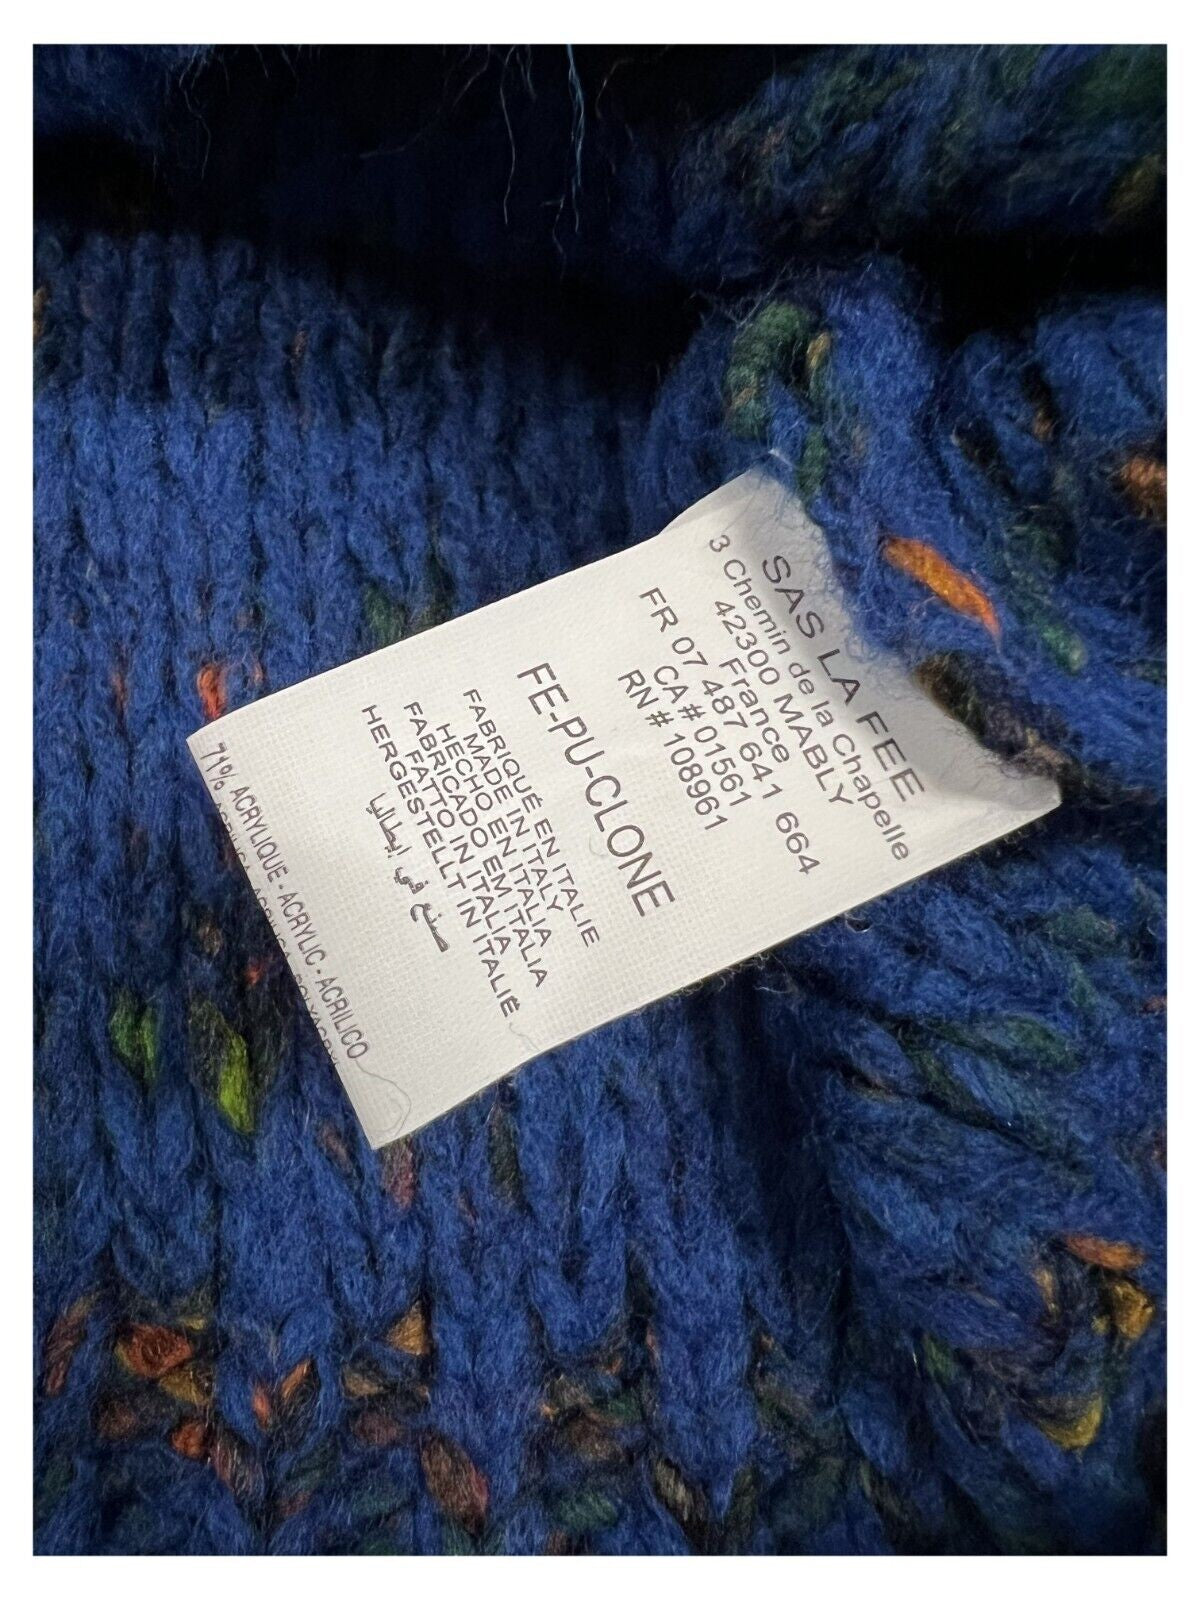 SAS LA FEE
3 Chemin de la Chapelle
42300 MABLY
France
FR 07 487 641 664
CA # 01561
RN # 108961
FE-PU-CLONE
FABRIQUÉ EN ITALIE
MADE IN ITALY
HECHO EN ITALIA
FABRICADO EM ITALIA
FATTO IN ITALIA
HERGESTELLT IN ITALIÉ
صنع في إيطاليا
71% ACRYLIQUE - ACRYLIC - ACRILICO